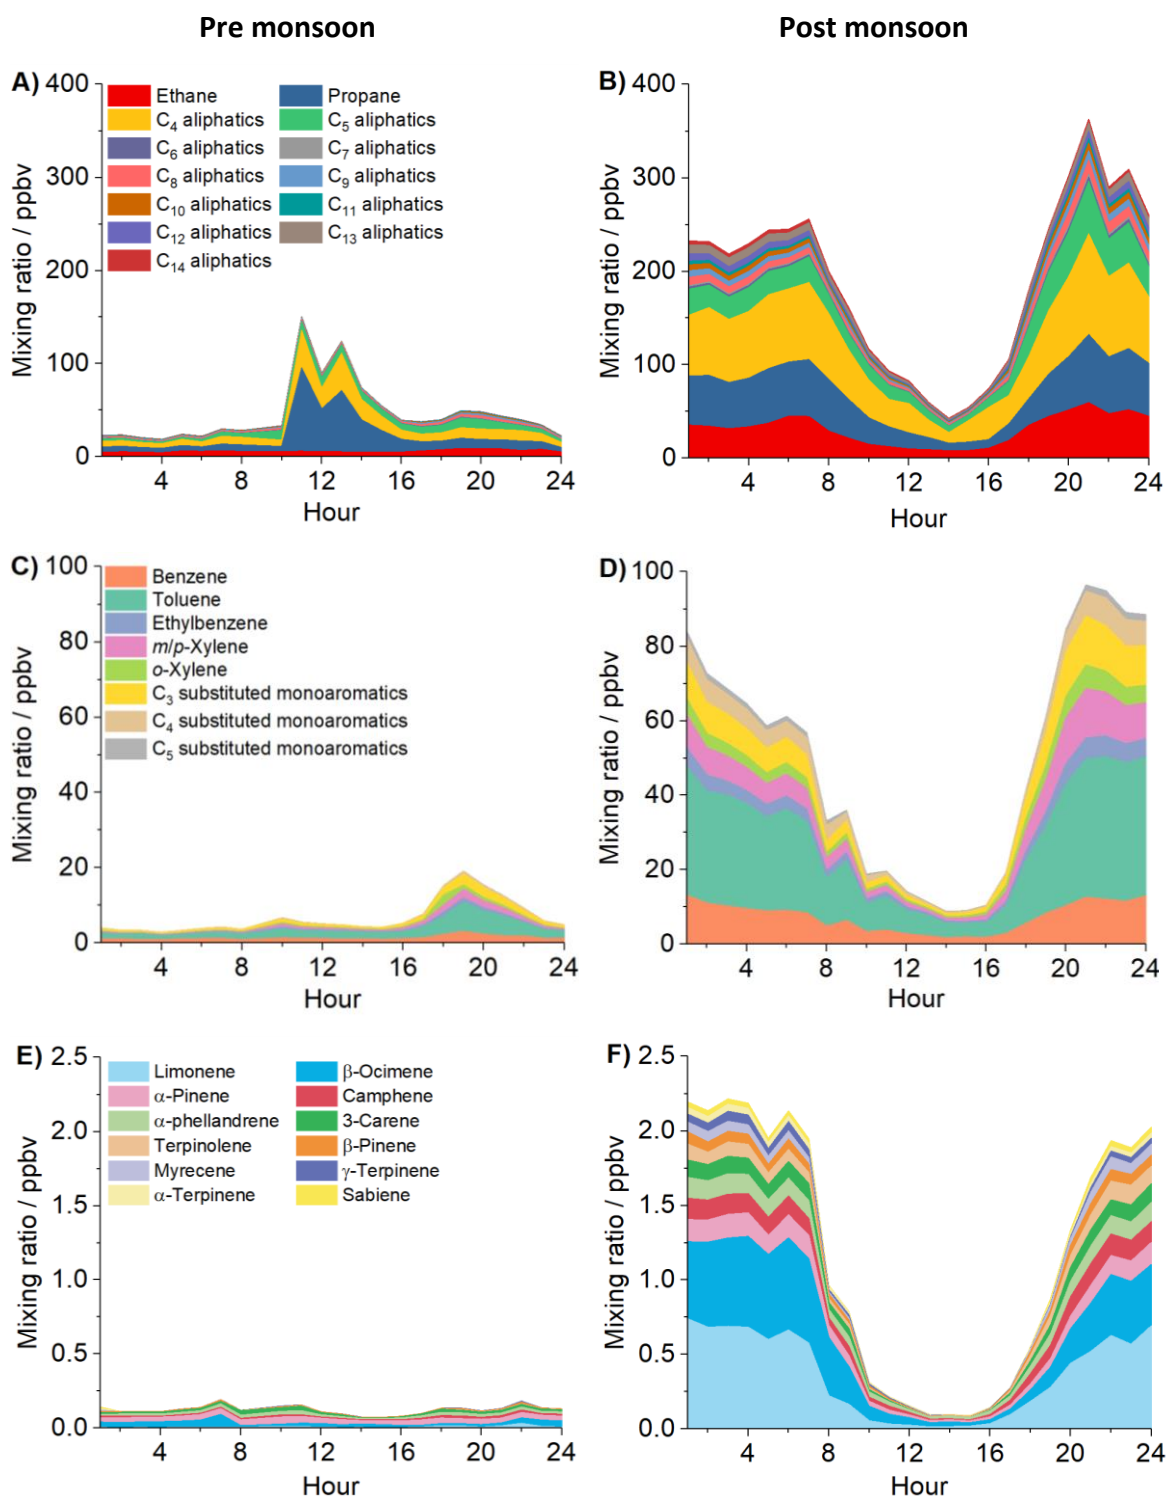 Pre monsoon
Post monsoon
A)
400
300
200
100
0
Mixing ratio / ppbv
Ethane
Propane
C4 aliphatics
C5 aliphatics
C6 aliphatics
C7 aliphatics
C8 aliphatics
C9 aliphatics
C10 aliphatics
C11 aliphatics
C12 aliphatics
C13 aliphatics
C14 aliphatics
4 8 12 16 20 24
Hour
B)
400
300
200
100
0
Mixing ratio / ppbv
4 8 12 16 20 24
Hour
C)
100
80
60
40
20
0
Mixing ratio / ppbv
Benzene
Toluene
Ethylbenzene
m/p-Xylene
o-Xylene
C3 substituted monoaromatics
C4 substituted monoaromatics
C5 substituted monoaromatics
4 8 12 16 20 24
Hour
D)
100
80
60
40
20
0
Mixing ratio / ppbv
4 8 12 16 20 24
Hour
E)
2.5
2.0
1.5
1.0
0.5
0.0
Mixing ratio / ppbv
Limonene
β-Ocimene
α-Pinene
Camphene
α-phellandrene
3-Carene
Terpinolene
β-Pinene
Myrecene
γ-Terpinene
α-Terpinene
Sabiene
4 8 12 16 20 24
Hour
F)
2.5
2.0
1.5
1.0
0.5
0.0
Mixing ratio / ppbv
4 8 12 16 20 24
Hour